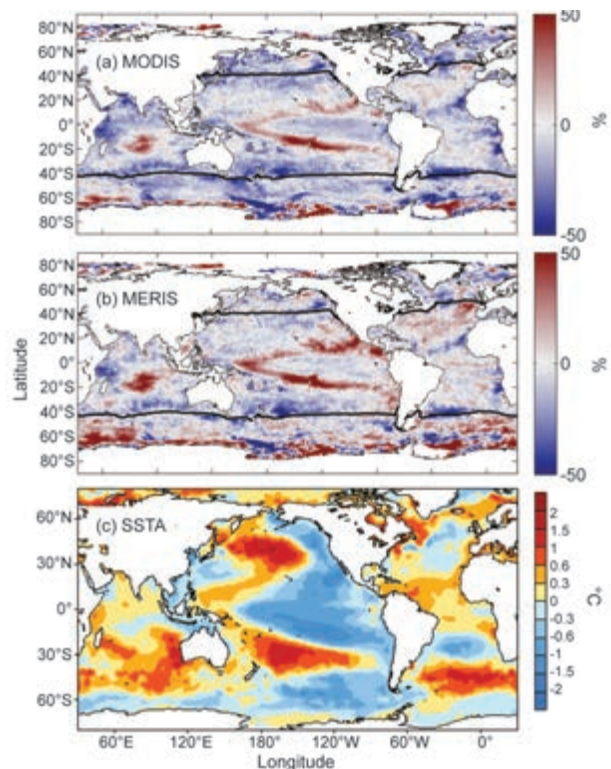 80°N
60°N
40°N
20°N
0°
20°S
40°S
60°S
80°S
(a) MODIS
50
0
-50
%
80°N
60°N
40°N
20°N
0°
20°S
40°S
60°S
80°S
(b) MERIS
50
0
-50
%
Latitude
60°N
30°N
0°
30°S
60°S
(c) SSTA
2
1.5
1
0.6
0.3
0
-0.3
-0.6
-1
-1.5
-2
°C
60°E
120°E
180°
120°W
60°W
0°
Longitude